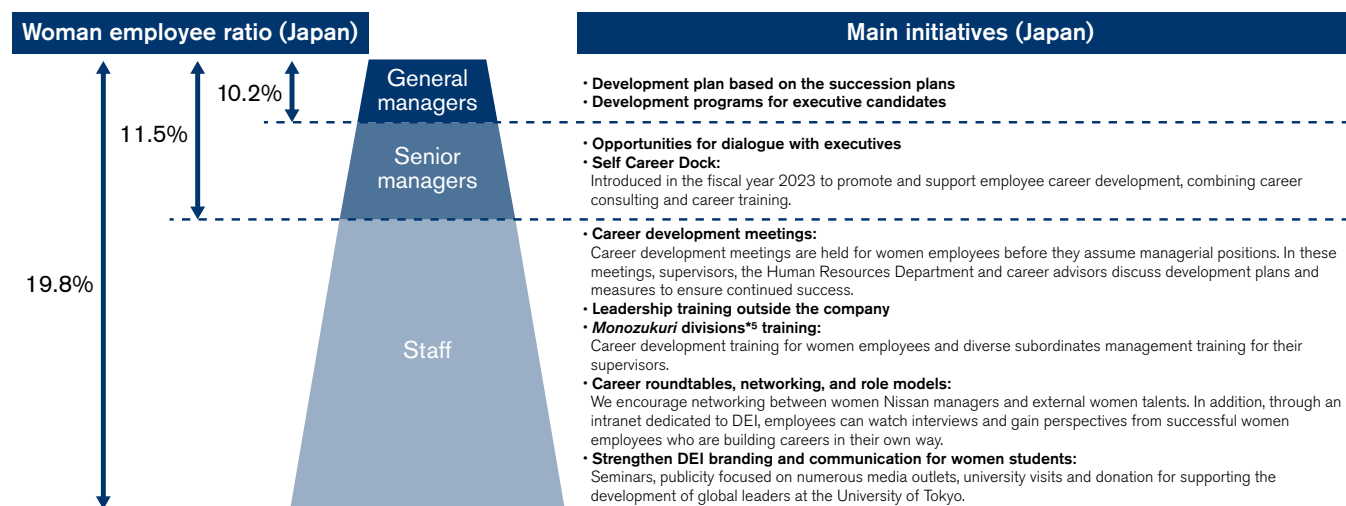 Woman employee ratio (Japan)
Main initiatives (Japan)
10.2%
11.5%
19.8%
General
managers
Senior
managers
Staff
・Development plan based on the succession plans
・Development programs for executive candidates
・Opportunities for dialogue with executives
・Self Career Dock:
Introduced in the fiscal year 2023 to promote and support employee career development, combining career
consulting and career training.
・Career development meetings:
Career development meetings are held for women employees before they assume managerial positions. In these
meetings, supervisors, the Human Resources Department and career advisors discuss development plans and
measures to ensure continued success.
・Leadership training outside the company
・Monozukuri divisions*5 training:
Career development training for women employees and diverse subordinates management training for their
supervisors.
・Career roundtables, networking, and role models:
We encourage networking between women Nissan managers and external women talents. In addition, through an
intranet dedicated to DEI, employees can watch interviews and gain perspectives from successful women
employees who are building careers in their own way.
・Strengthen DEI branding and communication for women students:
Seminars, publicity focused on numerous media outlets, university visits and donation for supporting the
development of global leaders at the University of Tokyo.